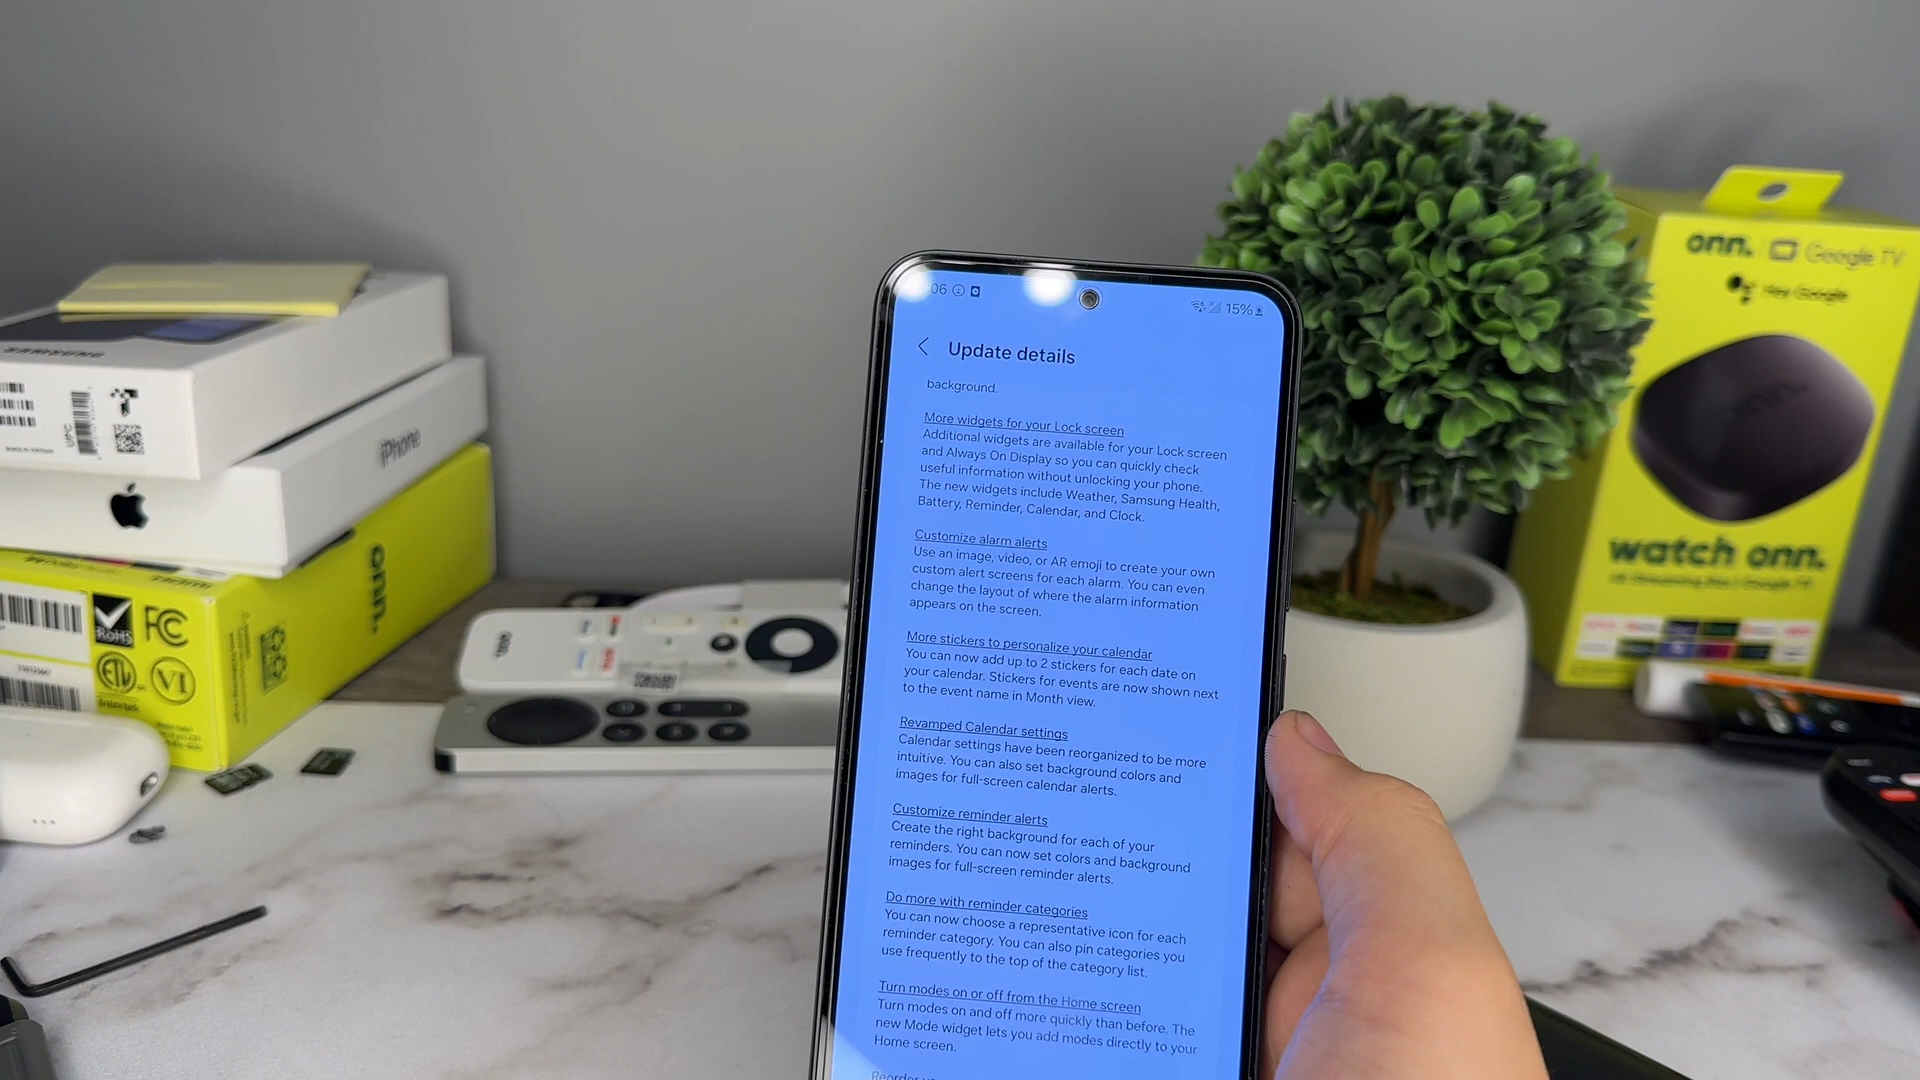 :06
15%
Update details
background.
More widgets for your Lock screen
Additional widgets are available for your Lock screen
and Always On Display so you can quickly check
useful information without unlocking your phone.
The new widgets include Weather, Samsung Health,
Battery, Reminder, Calendar, and Clock.
Customize alarm alerts
Use an image, video, or AR emoji to create your own
custom alert screens for each alarm. You can even
change the layout of where the alarm information
appears on the screen.
More stickers to personalize your calendar
You can now add up to 2 stickers for each date on
your calendar. Stickers for events are now shown next
to the event name in Month view.
Revamped Calendar settings
Calendar settings have been reorganized to be more
intuitive. You can also set background colors and
images for full-screen calendar alerts.
Customize reminder alerts
Create the right background for each of your
reminders. You can now set colors and background
images for full-screen reminder alerts.
Do more with reminder categories
You can now choose a representative icon for each
reminder category. You can also pin categories you
use frequently to the top of the category list.
Turn modes on or off from the Home screen
Turn modes on and off more quickly than before. The
new Mode widget lets you add modes directly to your
Home screen.
Reorder
SAMSUNG
UPC
iPhone
onn.
RoHS
FC
ETL
VI
Intertek
onn.
onn. Google TV
Hey Google
watch onn.